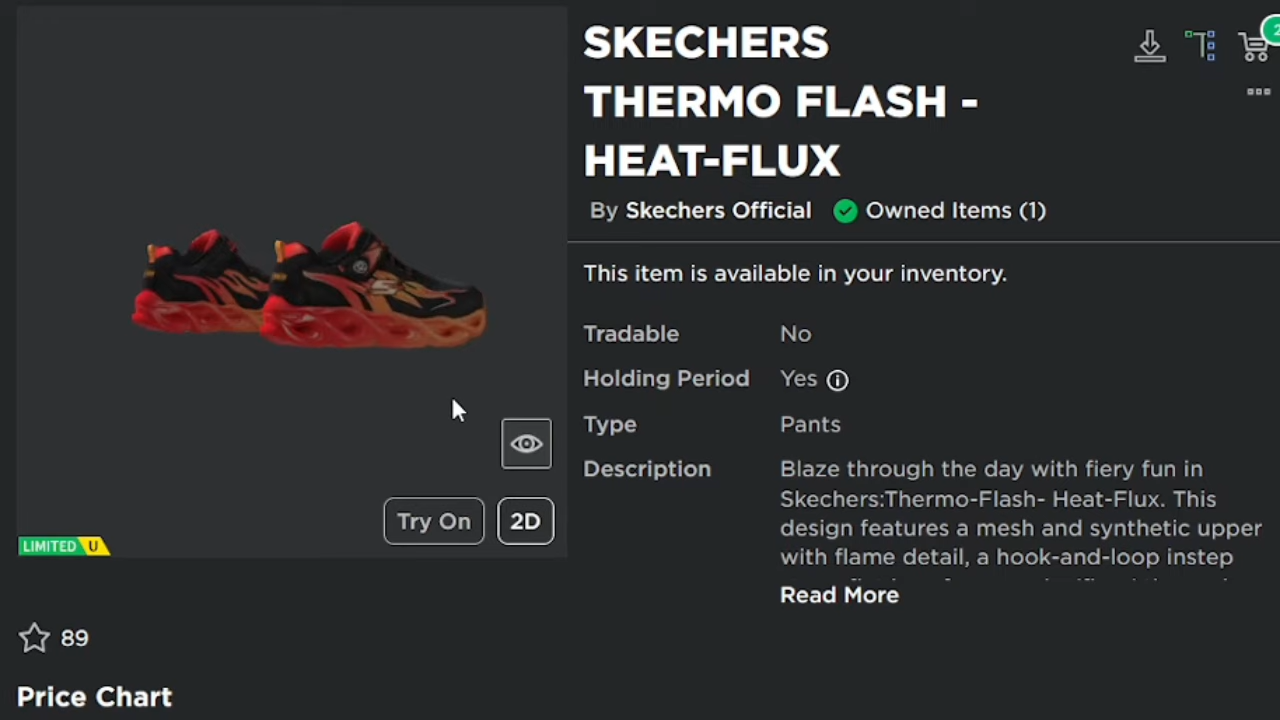 SKECHERS
THERMO FLASH -
HEAT-FLUX
2
By Skechers Official Owned Items (1)
This item is available in your inventory.
Tradable No
Holding Period Yes
Type Pants
Description Blaze through the day with fiery fun in
Skechers:Thermo-Flash- Heat-Flux. This
design features a mesh and synthetic upper
with flame detail, a hook-and-loop instep
Read More
Try On 2D
LIMITED U
89
Price Chart